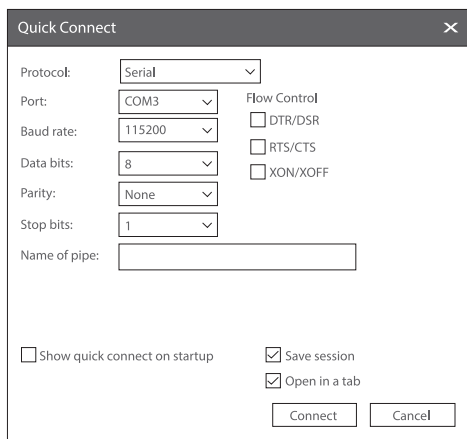 Quick Connect
Protocol: Serial
Port: COM3 Flow Control
Baud rate: 115200 DTR/DSR
RTS/CTS
Data bits: 8 XON/XOFF
Parity: None
Stop bits: 1
Name of pipe:
Show quick connect on startup Save session
Open in a tab
Connect Cancel